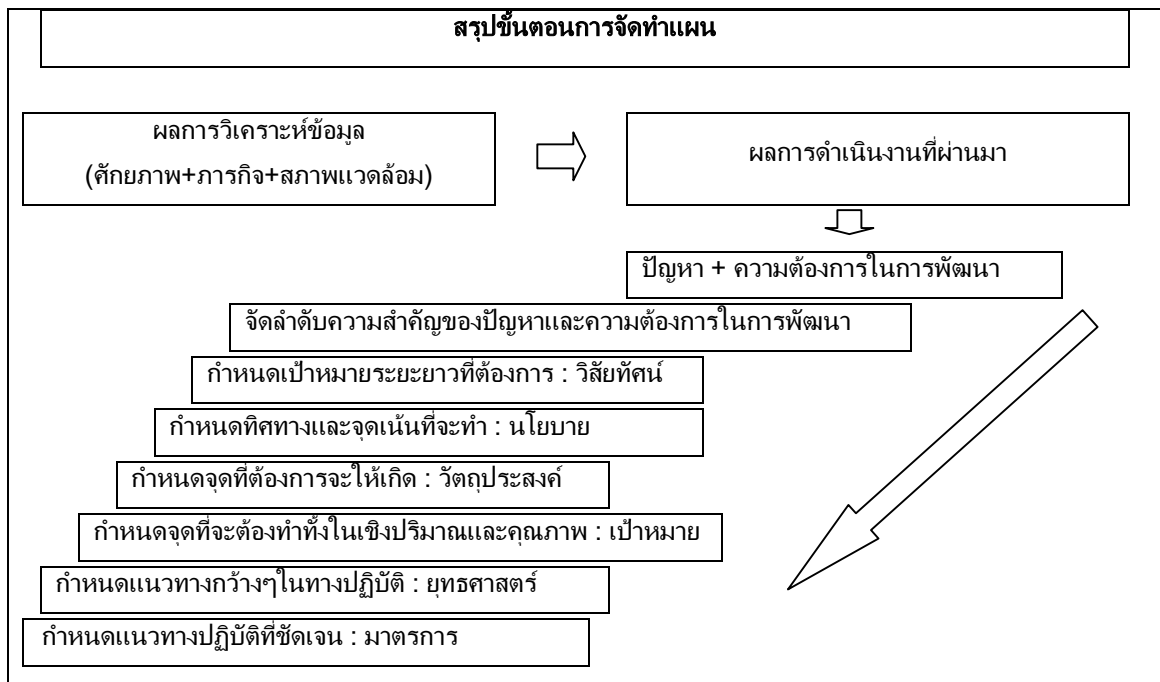 สรุปขั้นตอนการจัดทำแผน
ผลการวิเคราะห์ข้อมูล
(ศักยภาพ+ภารกิจ+สภาพแวดล้อม)
ผลการดำเนินงานที่ผ่านมา
ปัญหา + ความต้องการในการพัฒนา
จัดลำดับความสำคัญของปัญหาและความต้องการในการพัฒนา
กำหนดเป้าหมายระยะยาวที่ต้องการ : วิสัยทัศน์
กำหนดทิศทางและจุดเน้นที่จะทำ : นโยบาย
กำหนดจุดที่ต้องการจะให้เกิด : วัตถุประสงค์
กำหนดจุดที่จะต้องทำทั้งในเชิงปริมาณและคุณภาพ : เป้าหมาย
กำหนดแนวทางกว้างๆในทางปฏิบัติ : ยุทธศาสตร์
กำหนดแนวทางปฏิบัติที่ชัดเจน : มาตรการ